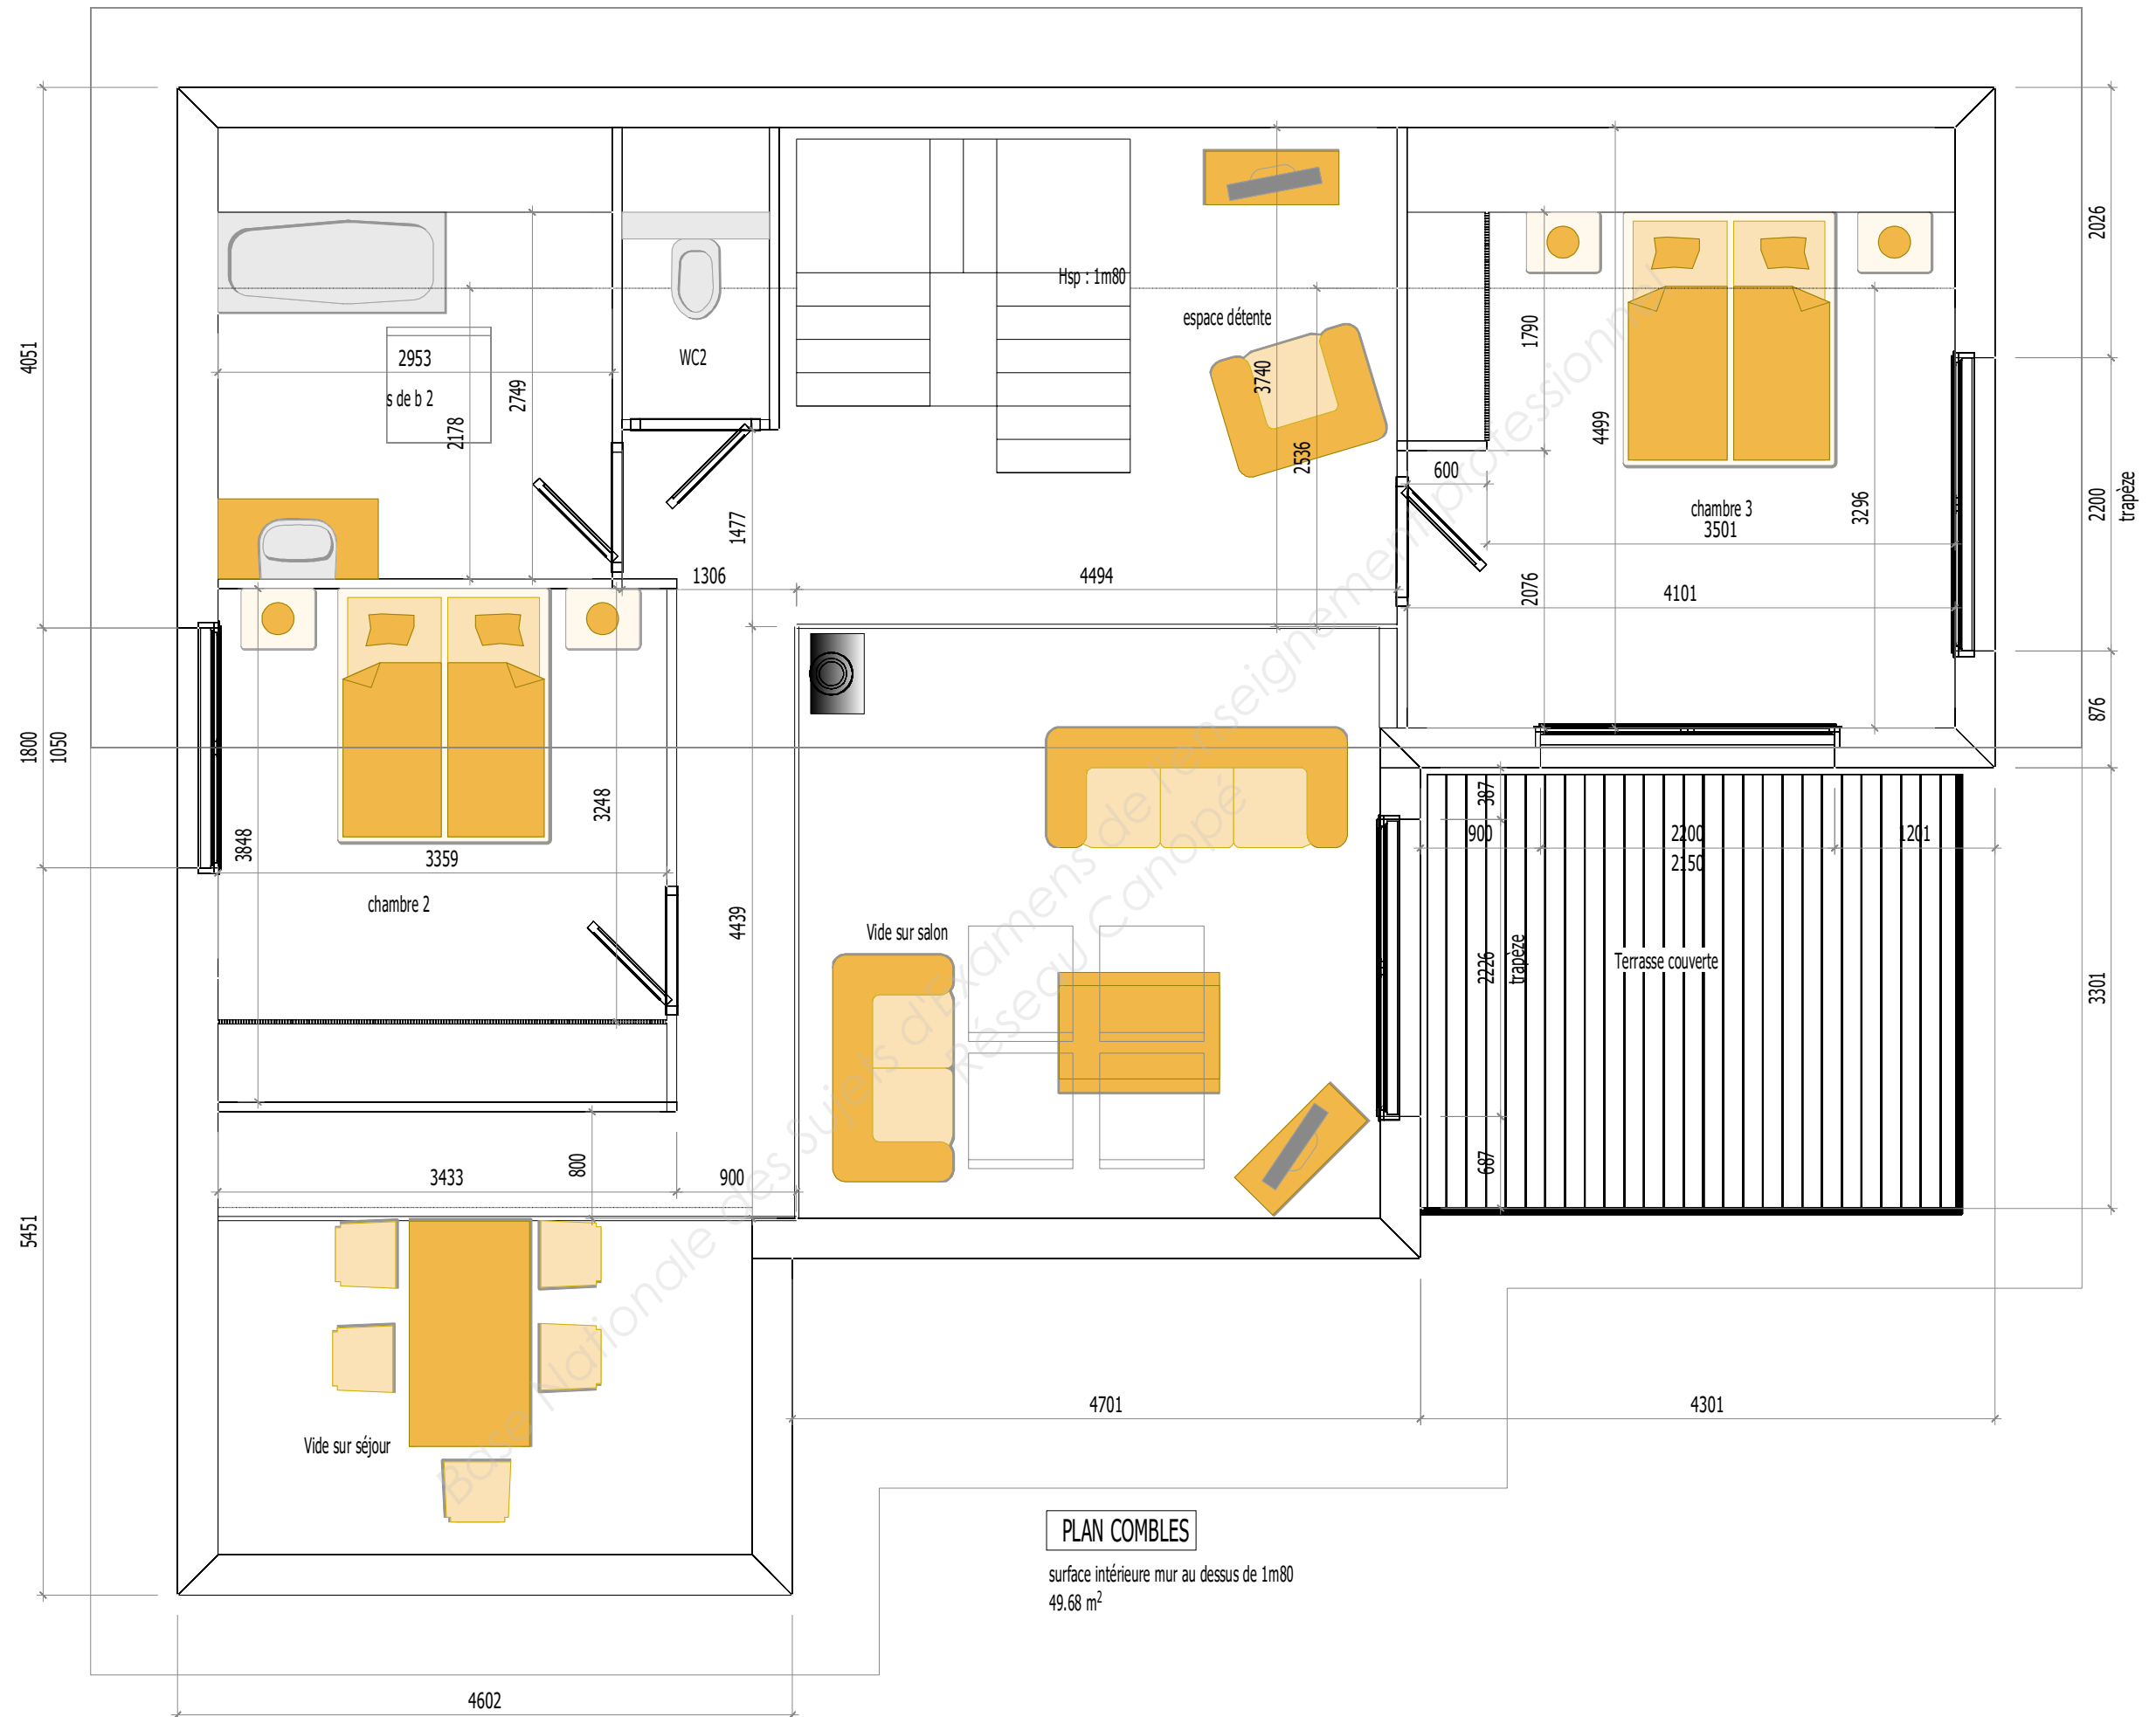 2026
Hsp : 1m80
espace détente
4051
WC2
2953
s de b 2
2749
2178
3740
2536
1790
4499
600
chambre 3
3501
3296
2200
trapèze
1477
1306
4494
2076
4101
876
1800
1050
3848
3248
3359
chambre 2
4439
Vide sur salon
387
900
2200
2150
1201
2226
trapèze
Terrasse couverte
3301
687
3433
800
900
5451
4701
4301
Vide sur séjour
PLAN COMBLES
surface intérieure mur au dessus de 1m80
49.68 m²
4602
Base Nationale des Sujets d'Examens de l'enseignement professionnel
Réseau Canopé